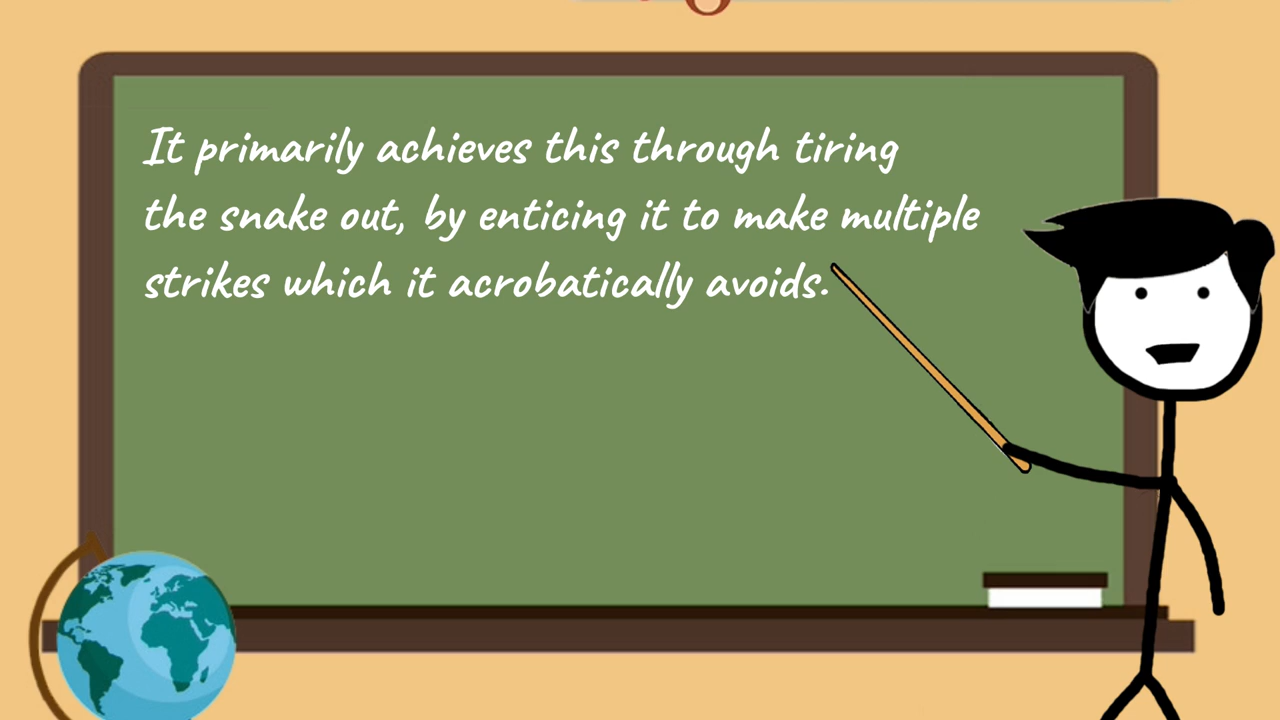 It primarily achieves this through tiring
the snake out, by enticing it to make multiple
strikes which it acrobatically avoids.